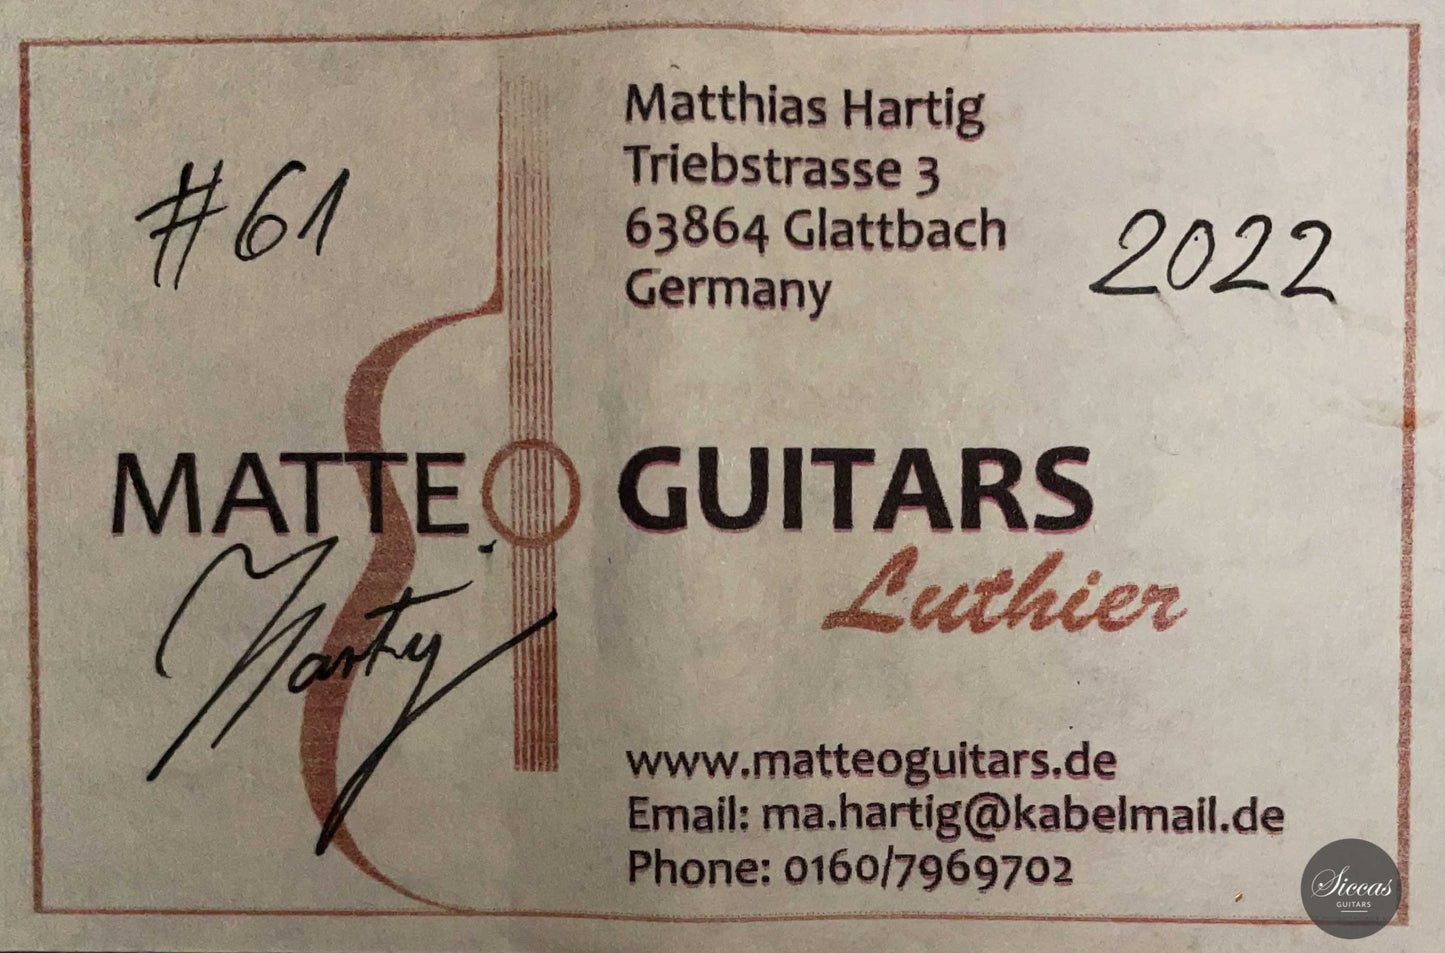 Matthias Hartig
Triebstrasse 3
63864 Glattbach
Germany
#61
2022
MATTEO GUITARS
Luthier
Hartig
www.matteoguitars.de
Email: ma.hartig@kabelmail.de
Phone: 0160/7969702
Siccas
GUITARS